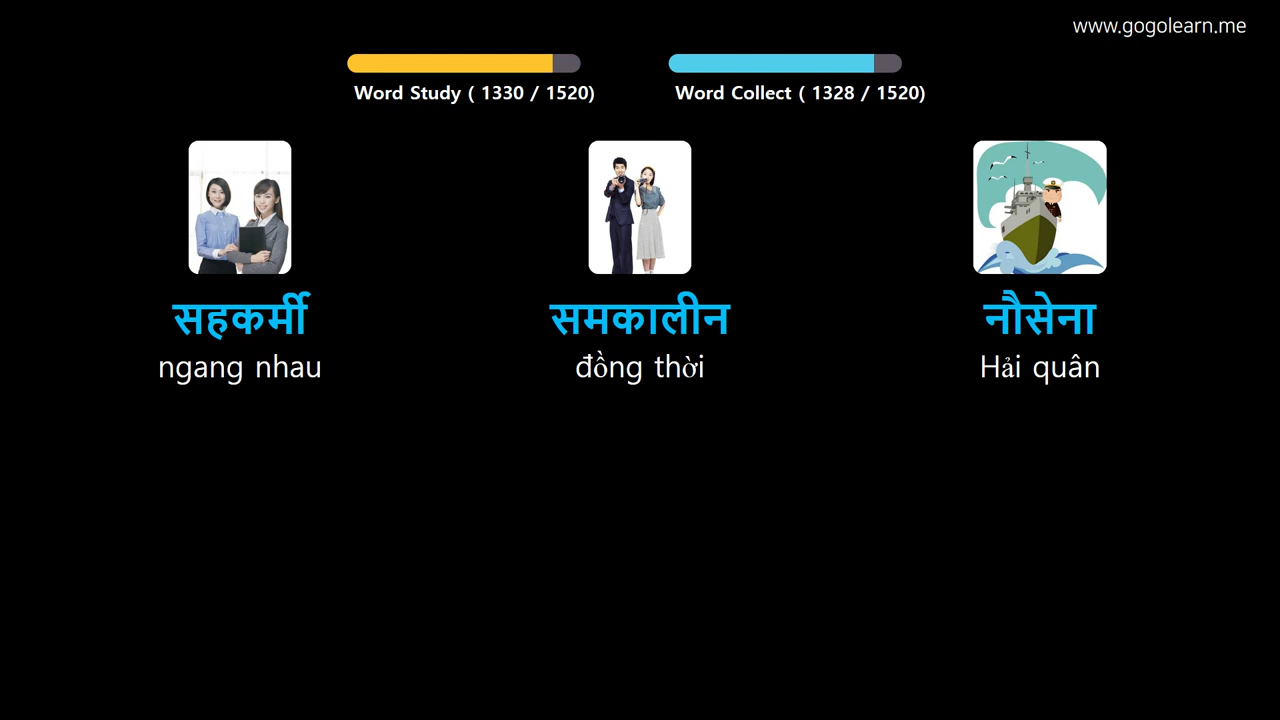 www.gogolearn.me
Word Study ( 1330 / 1520)
Word Collect ( 1328 / 1520)
सहकर्मी
ngang nhau
समकालीन
đồng thời
नौसेना
Hải quân